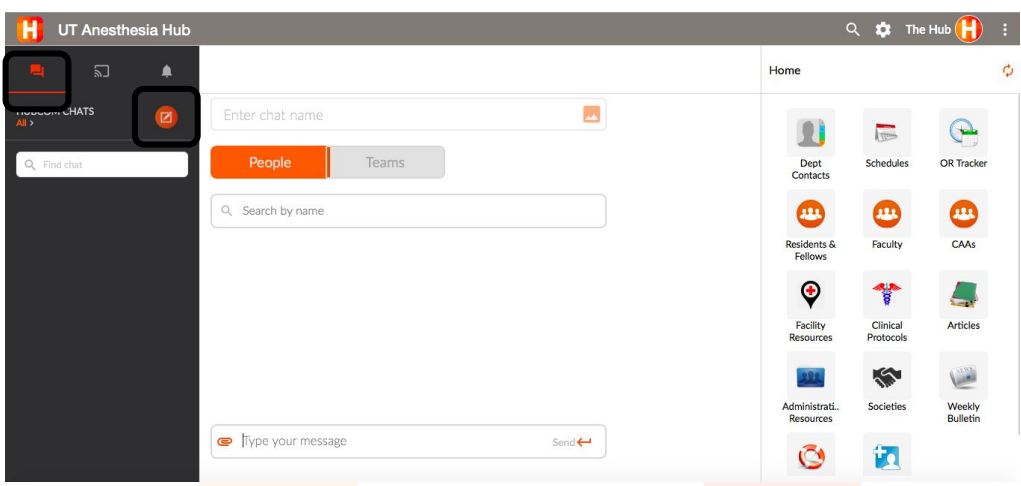 H UT Anesthesia Hub
The Hub H
Home
HUBCOM CHATS
All >
Find chat
Enter chat name
People Teams
Search by name
Type your message
Send
Dept Contacts
Schedules
OR Tracker
Residents & Fellows
Faculty
CAAs
Facility Resources
Clinical Protocols
Articles
Administrati.. Resources
Societies
Weekly Bulletin